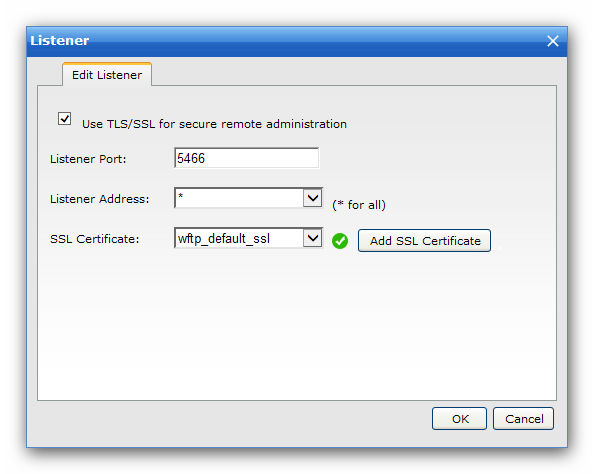 Listener
Edit Listener
Use TLS/SSL for secure remote administration
Listener Port: 5466
Listener Address: * (* for all)
SSL Certificate: wftp_default_ssl Add SSL Certificate
OK Cancel